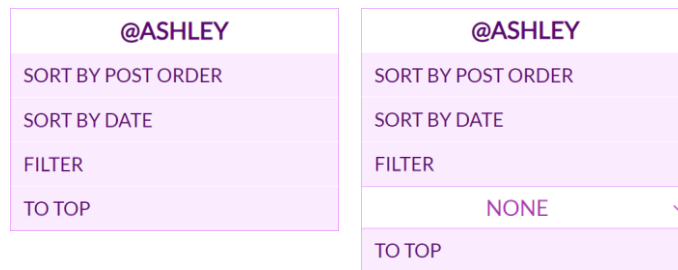 @ASHLEY
SORT BY POST ORDER
SORT BY DATE
FILTER
TO TOP
@ASHLEY
SORT BY POST ORDER
SORT BY DATE
FILTER
NONE
TO TOP